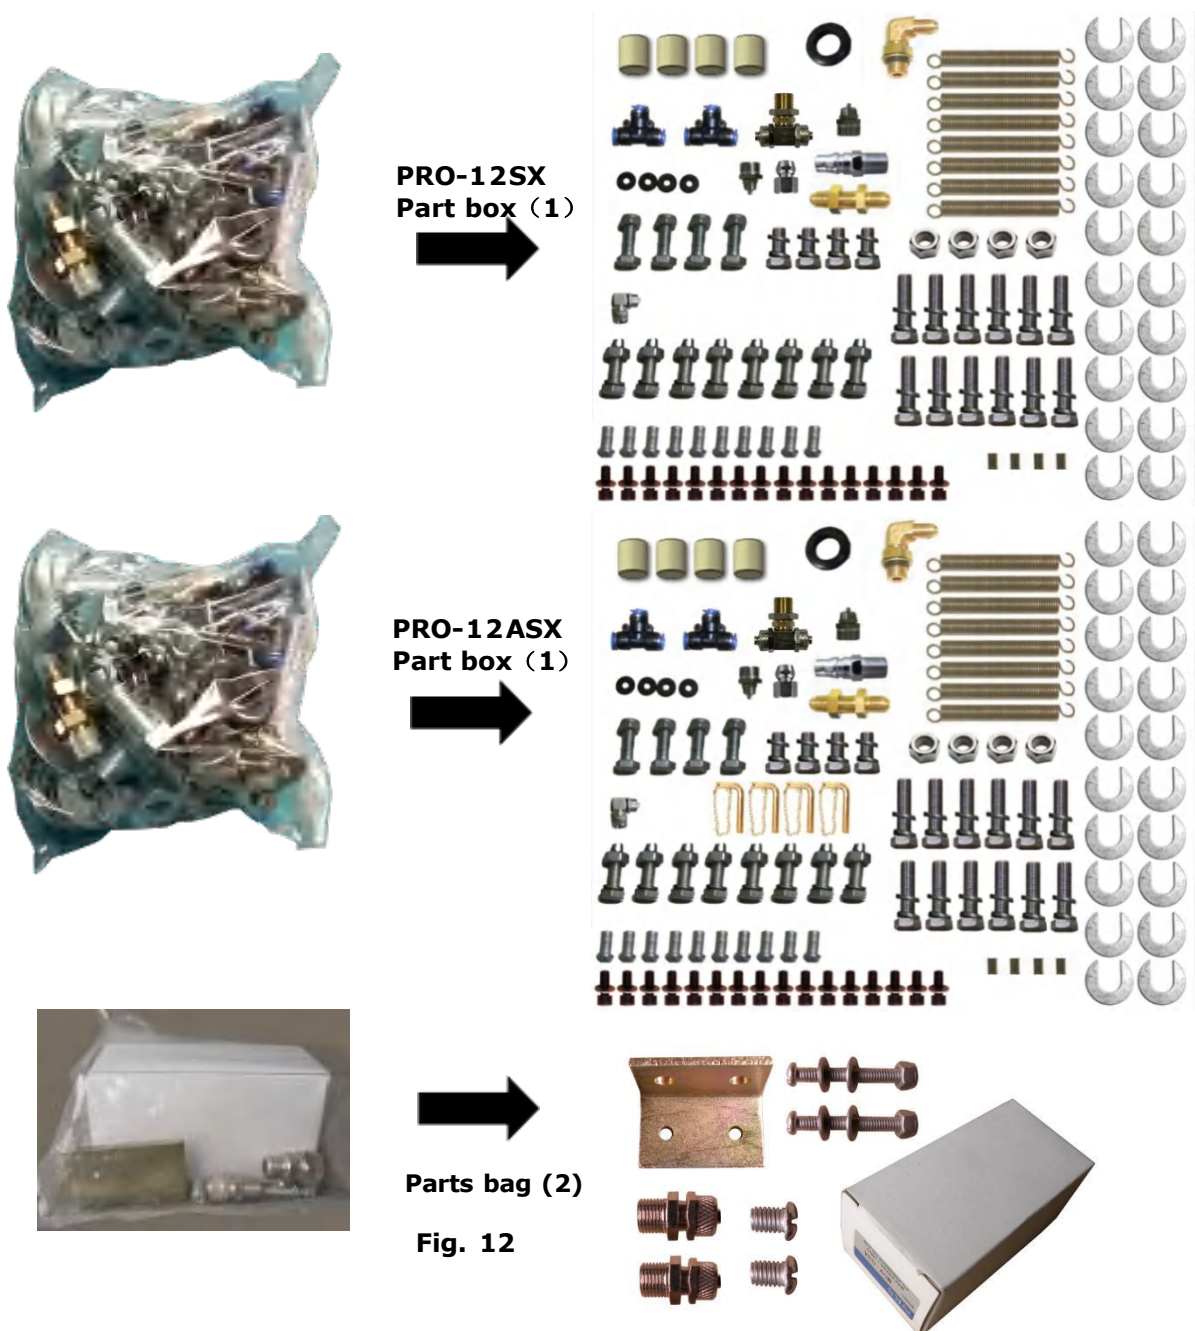 PRO-12SX
Part box（1）
PRO-12ASX
Part box（1）
Parts bag (2)
Fig. 12